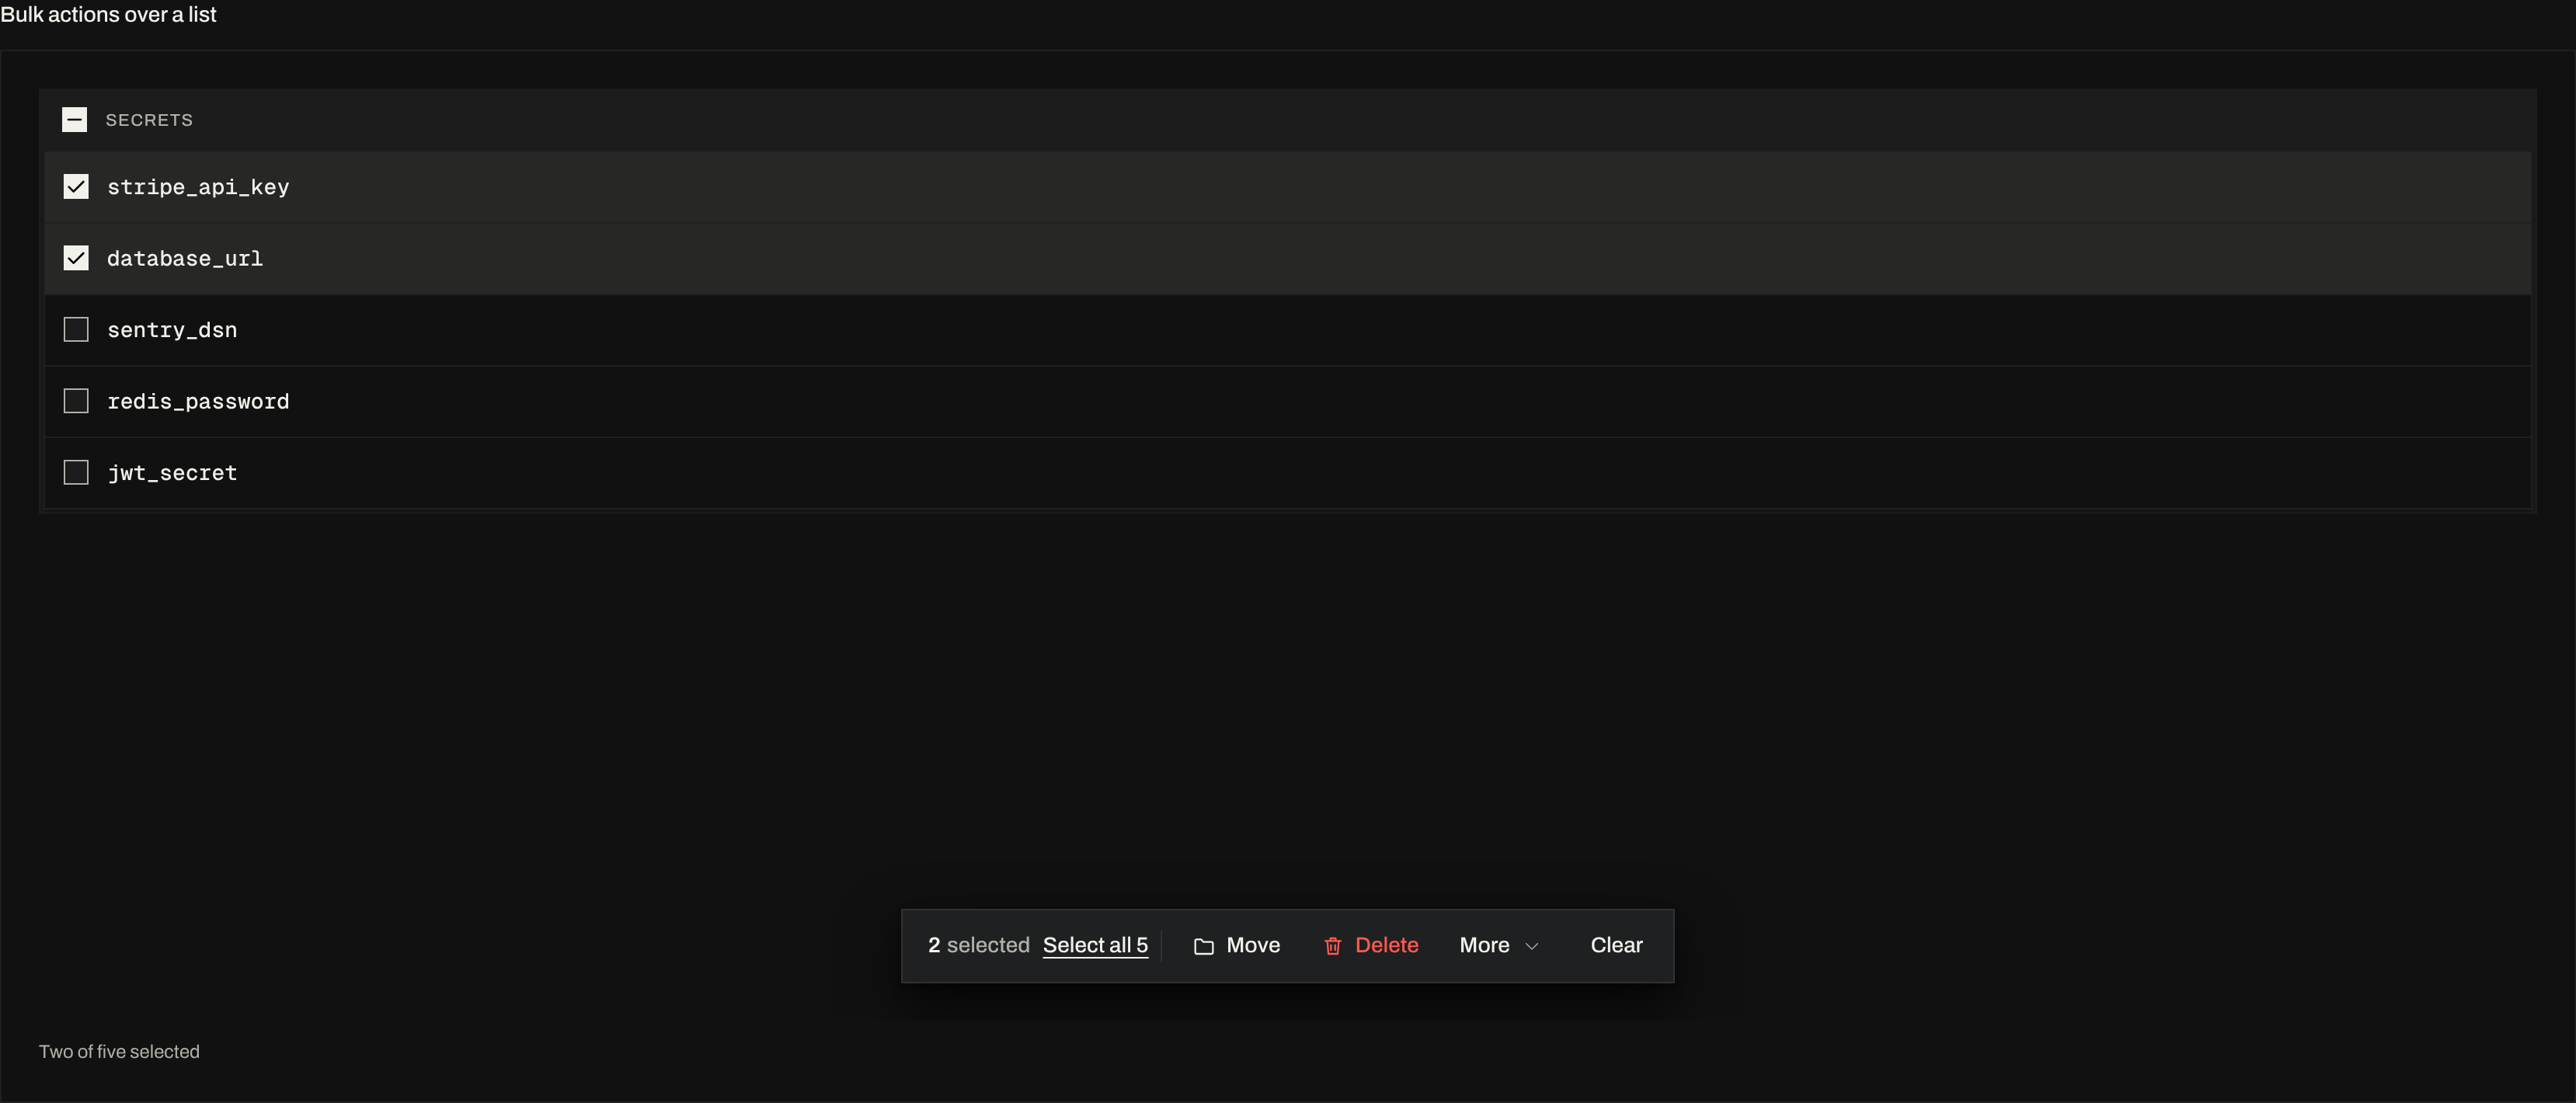 Bulk actions over a list
SECRETS
stripe_api_key
database_url
sentry_dsn
redis_password
jwt_secret
2 selected Select all 5 Move Delete More Clear
Two of five selected